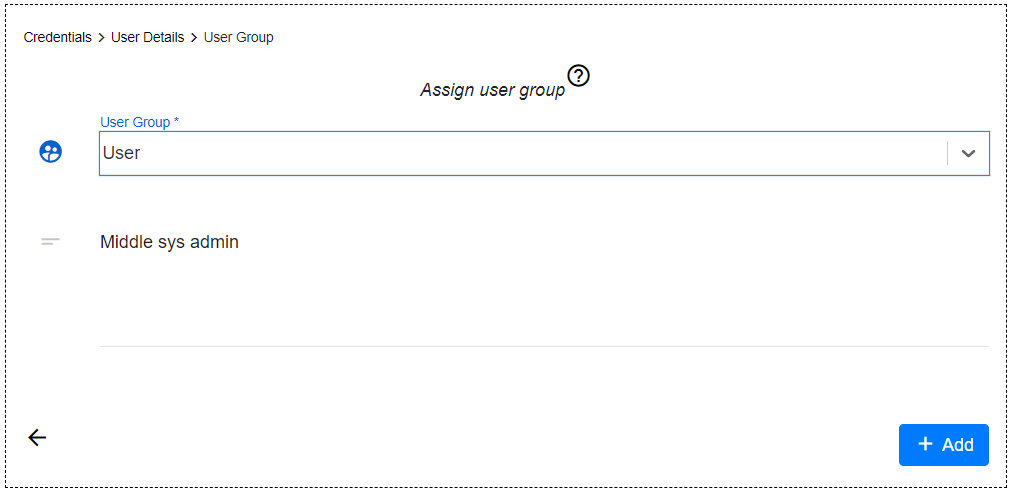 Credentials > User Details > User Group
Assign user group ?
User Group *
User
Middle sys admin
+ Add